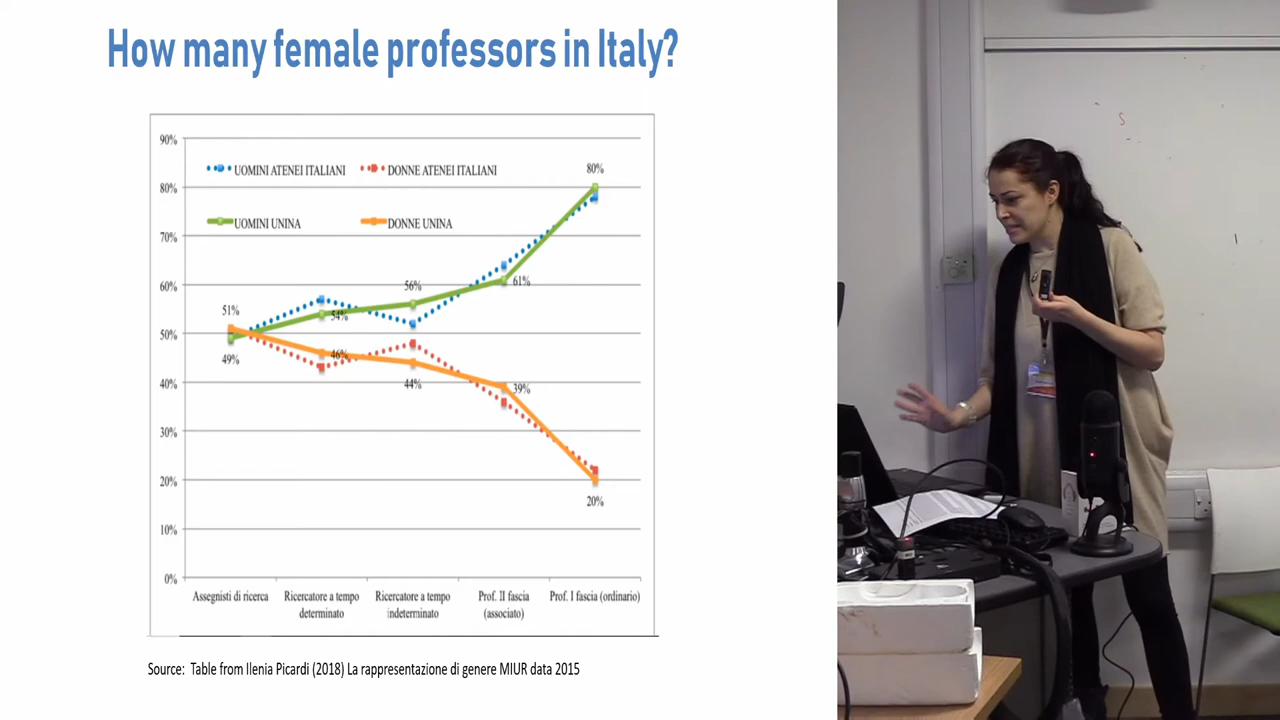 How many female professors in Italy?
90%
UOMINI ATENEI ITALIANI
DONNE ATENEI ITALIANI
80%
80%
UOMINI UNINA
DONNE UNINA
70%
60%
56%
61%
51%
54%
50%
49%
46%
44%
40%
39%
30%
20%
20%
10%
0%
Assegnisti di ricerca
Ricercatore a tempo
determinato
Ricercatore a tempo
indeterminato
Prof. II fascia
(associato)
Prof. I fascia (ordinario)
Source: Table from Ilenia Picardi (2018) La rappresentazione di genere MIUR data 2015